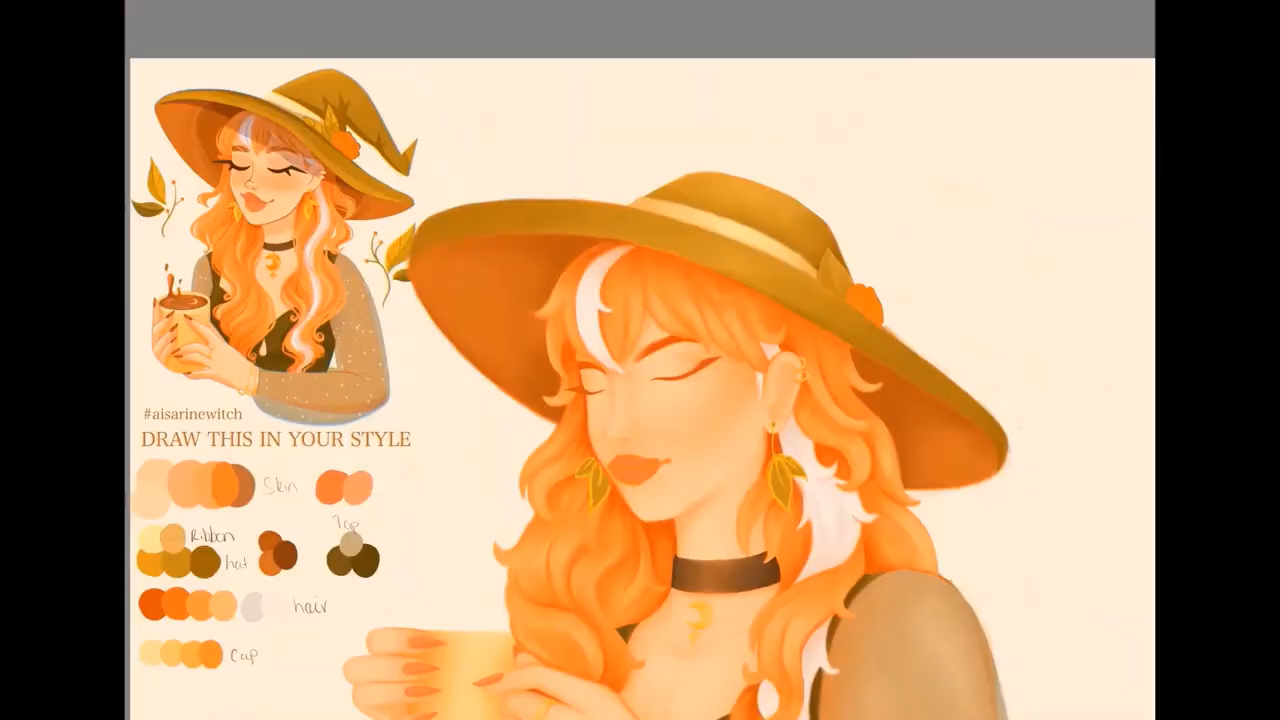 #aisarinewitch
DRAW THIS IN YOUR STYLE
Skin
Ribbon
Top
hat
hair
Cup